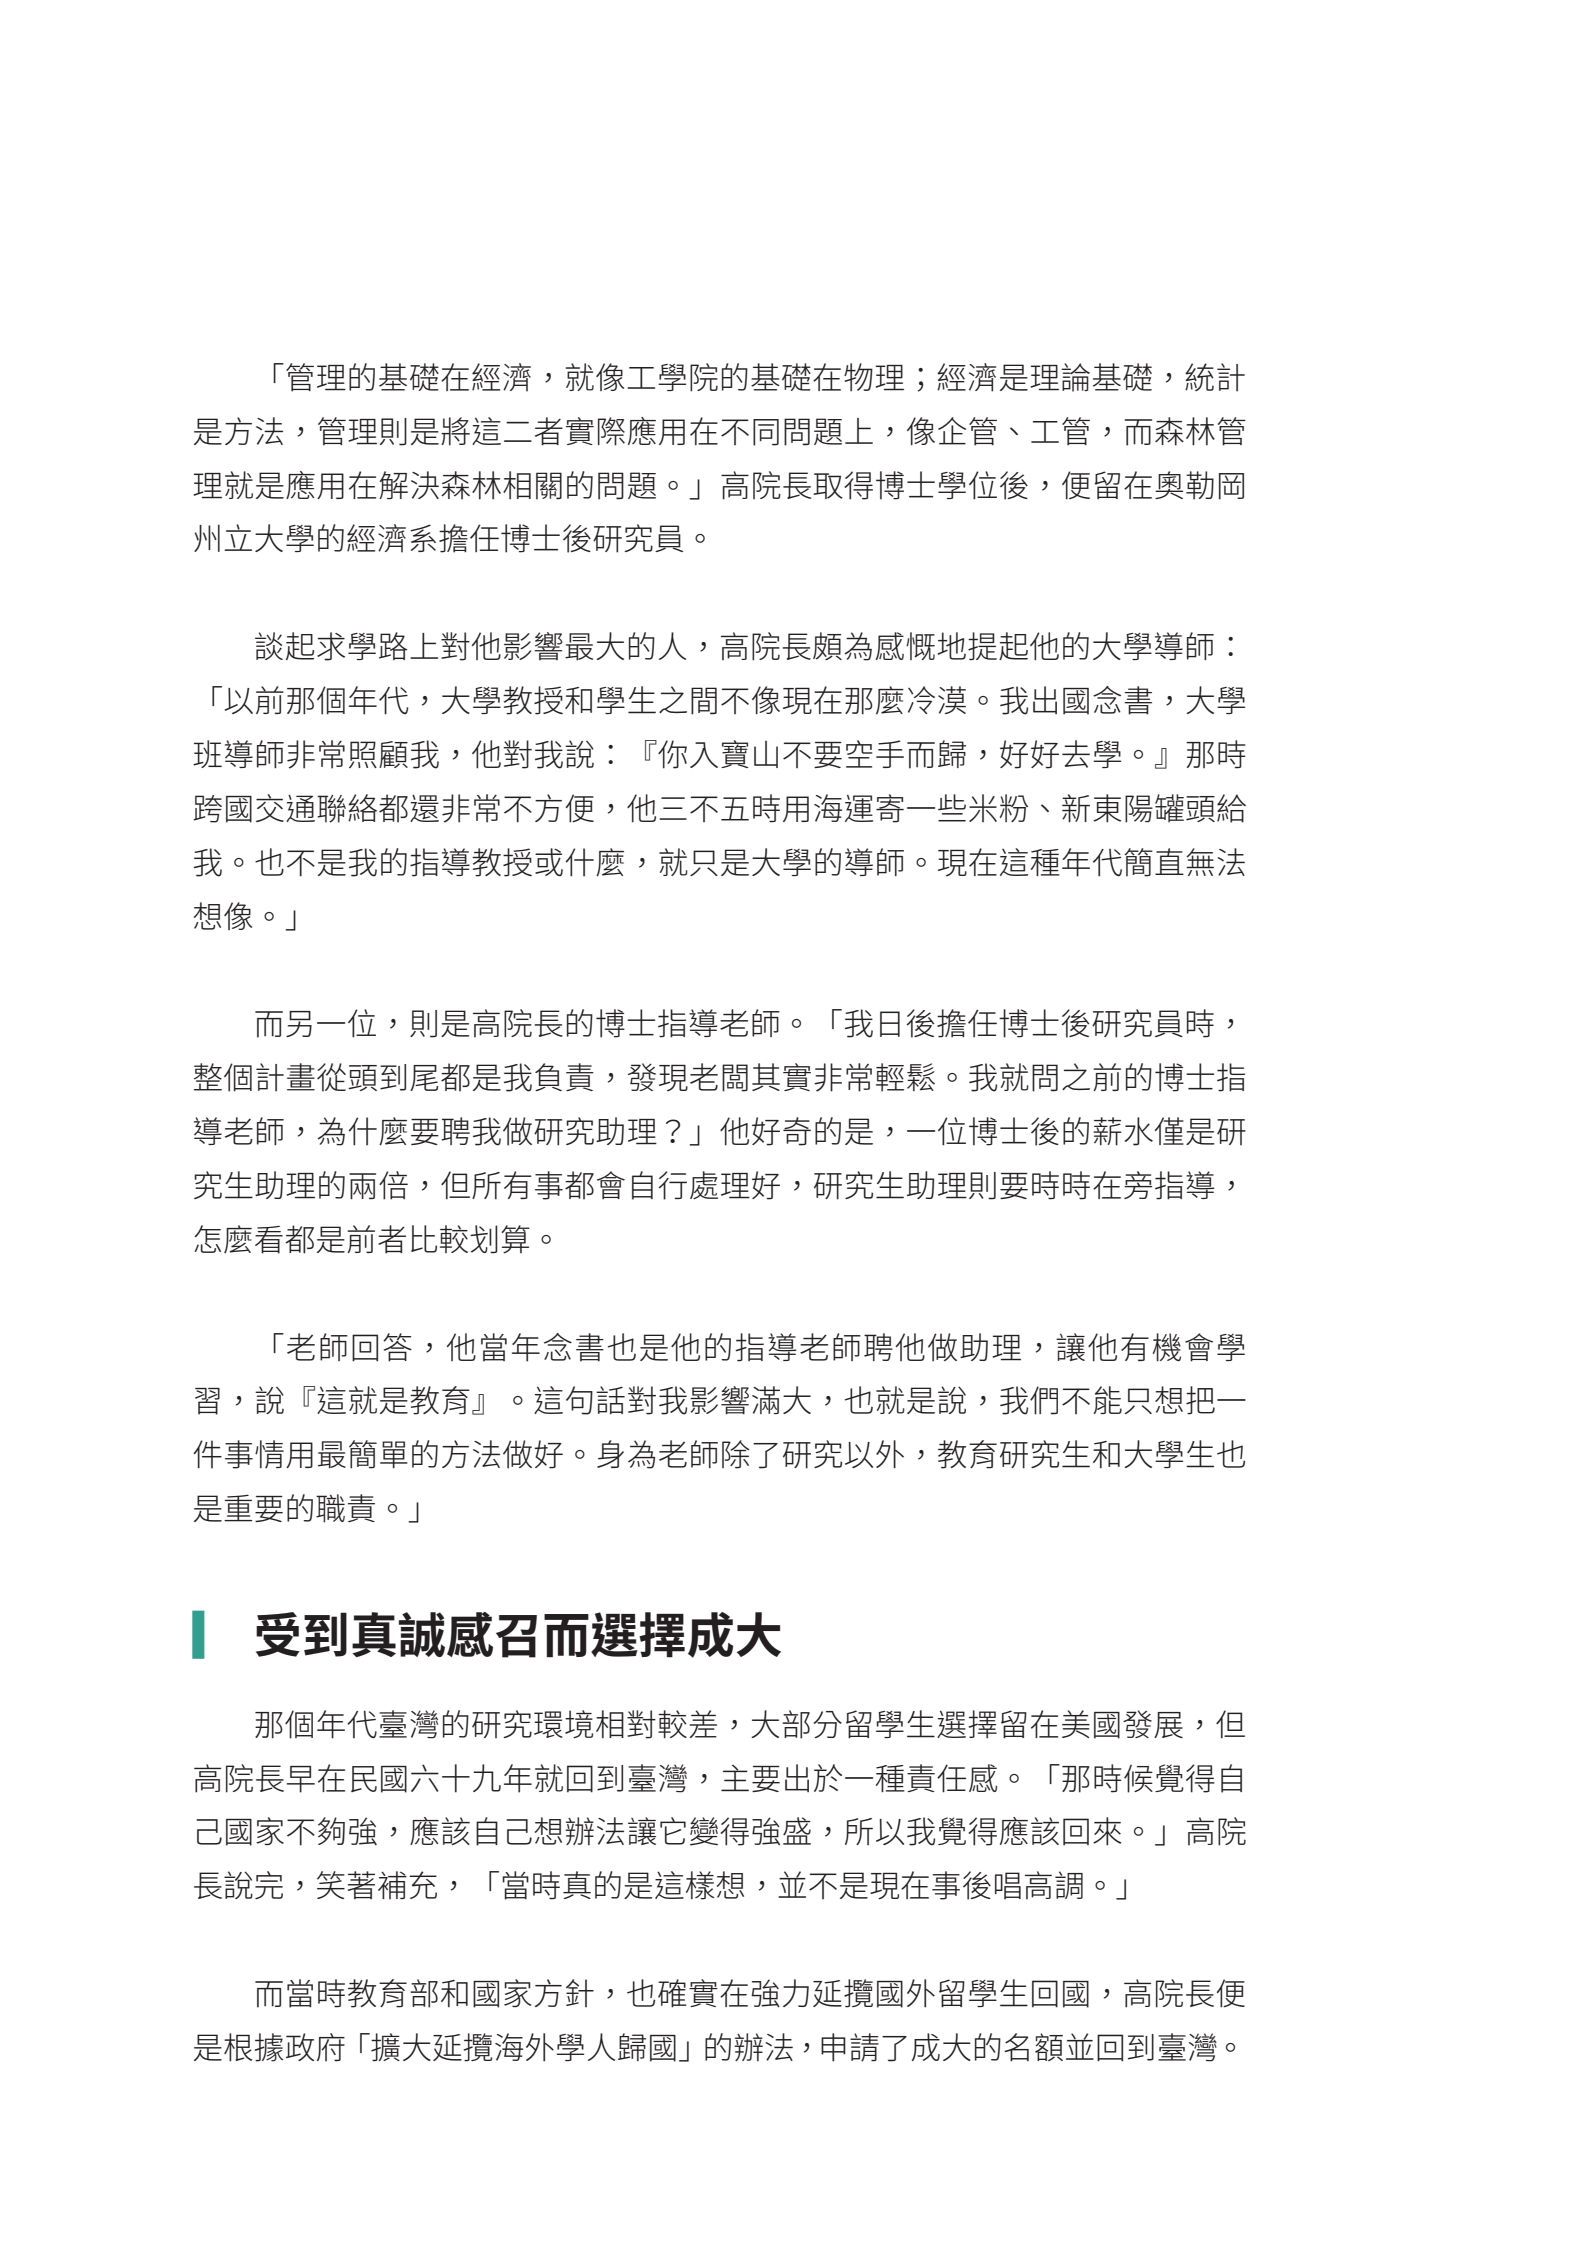 「管理的基礎在經濟，就像工學院的基礎在物理；經濟是理論基礎，統計
是方法，管理則是將這二者實際應用在不同問題上，像企管、工管，而森林管
理就是應用在解決森林相關的問題。」高院長取得博士學位後，便留在奧勒岡
州立大學的經濟系擔任博士後研究員。
談起求學路上對他影響最大的人，高院長頗為感慨地提起他的大學導師：
「以前那個年代，大學教授和學生之間不像現在那麼冷漠。我出國念書，大學
班導師非常照顧我，他對我說：『你入寶山不要空手而歸，好好去學。』那時
跨國交通聯絡都還非常不方便，他三不五時用海運寄一些米粉、新東陽罐頭給
我。也不是我的指導教授或什麼，就只是大學的導師。現在這種年代簡直無法
想像。」
而另一位，則是高院長的博士指導老師。「我日後擔任博士後研究員時，
整個計畫從頭到尾都是我負責，發現老闆其實非常輕鬆。我就問之前的博士指
導老師，為什麼要聘我做研究助理？」他好奇的是，一位博士後的薪水僅是研
究生助理的兩倍，但所有事都會自行處理好，研究生助理則要時時在旁指導，
怎麼看都是前者比較划算。
「老師回答，他當年念書也是他的指導老師聘他做助理，讓他有機會學
習，說『這就是教育』。這句話對我影響滿大，也就是說，我們不能只想把一
件事情用最簡單的方法做好。身為老師除了研究以外，教育研究生和大學生也
是重要的職責。」
受到真誠感召而選擇成大
那個年代臺灣的研究環境相對較差，大部分留學生選擇留在美國發展，但
高院長早在民國六十九年就回到臺灣，主要出於一種責任感。「那時候覺得自
己國家不夠強，應該自己想辦法讓它變得強盛，所以我覺得應該回來。」高院
長說完，笑著補充，「當時真的是這樣想，並不是現在事後唱高調。」
而當時教育部和國家方針，也確實在強力延攬國外留學生回國，高院長便
是根據政府「擴大延攬海外學人歸國」的辦法，申請了成大的名額並回到臺灣。